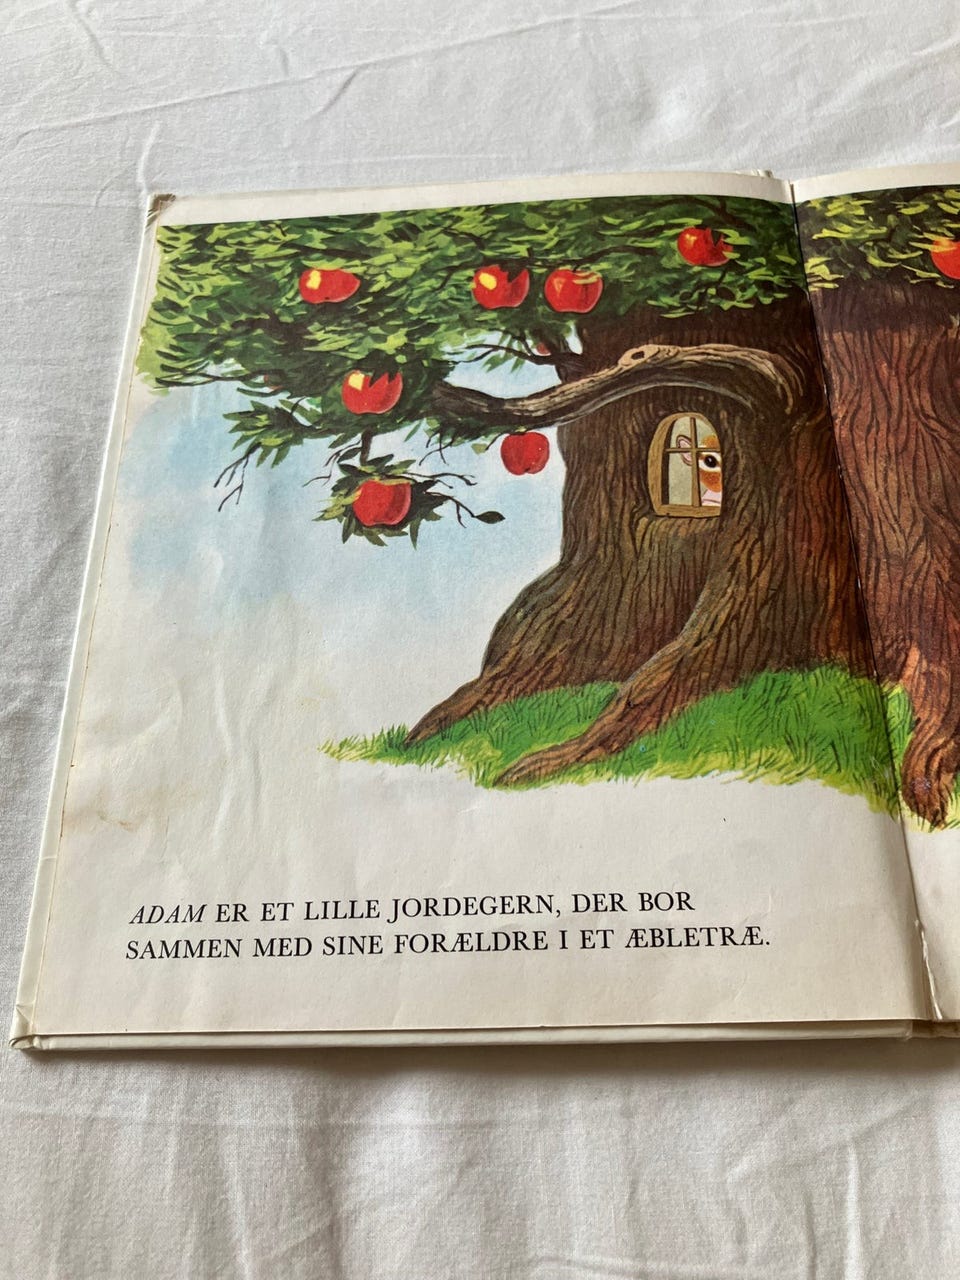 ADAM ER ET LILLE JORDEGERN, DER BOR
SAMMEN MED SINE FORÆLDRE I ET ÆBLETRÆ.